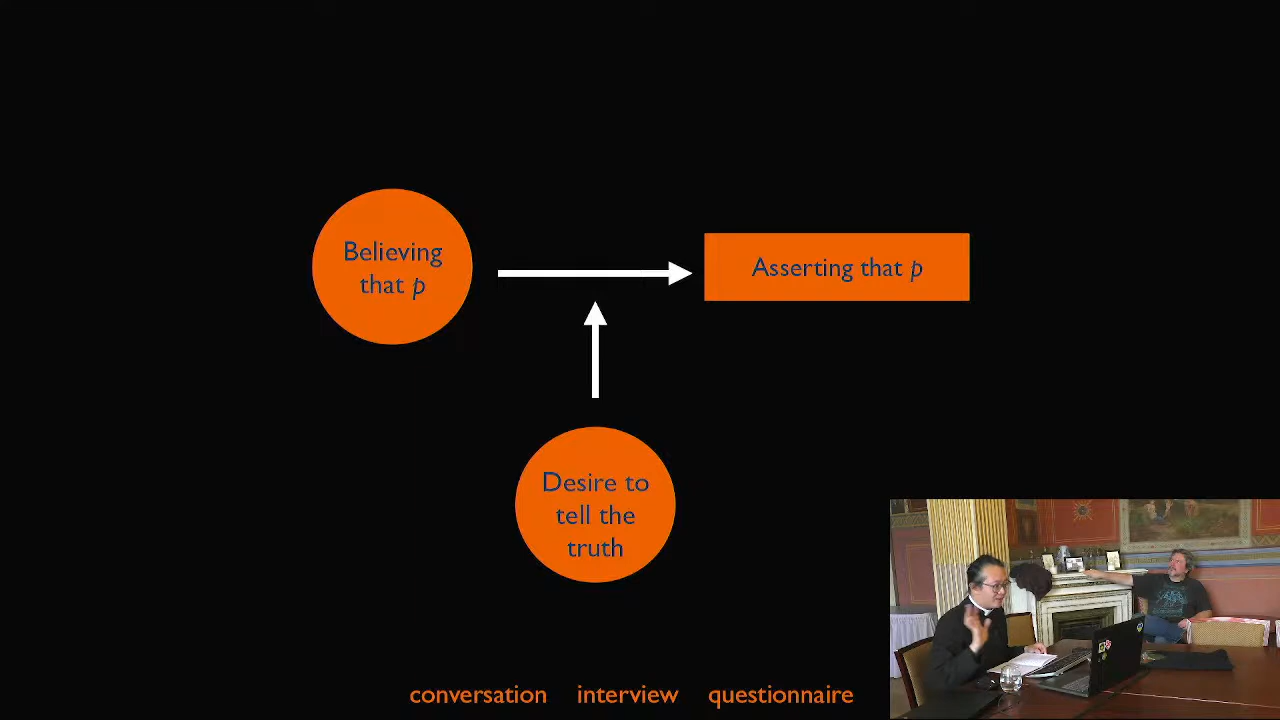 Believing
that p
Asserting that p
Desire to
tell the
truth
conversation interview questionnaire